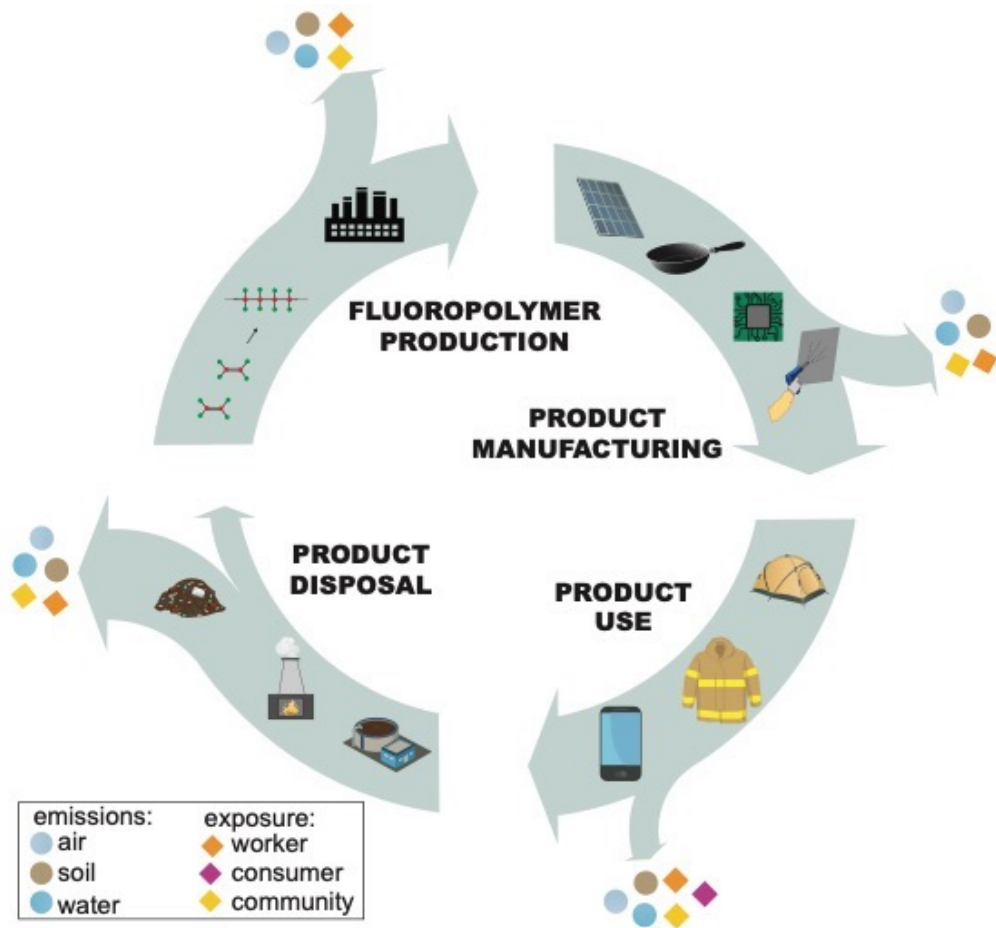 FLUOROPOLYMER
PRODUCTION
PRODUCT
MANUFACTURING
PRODUCT
DISPOSAL
PRODUCT
USE
emissions:
air
soil
water
exposure:
worker
consumer
community